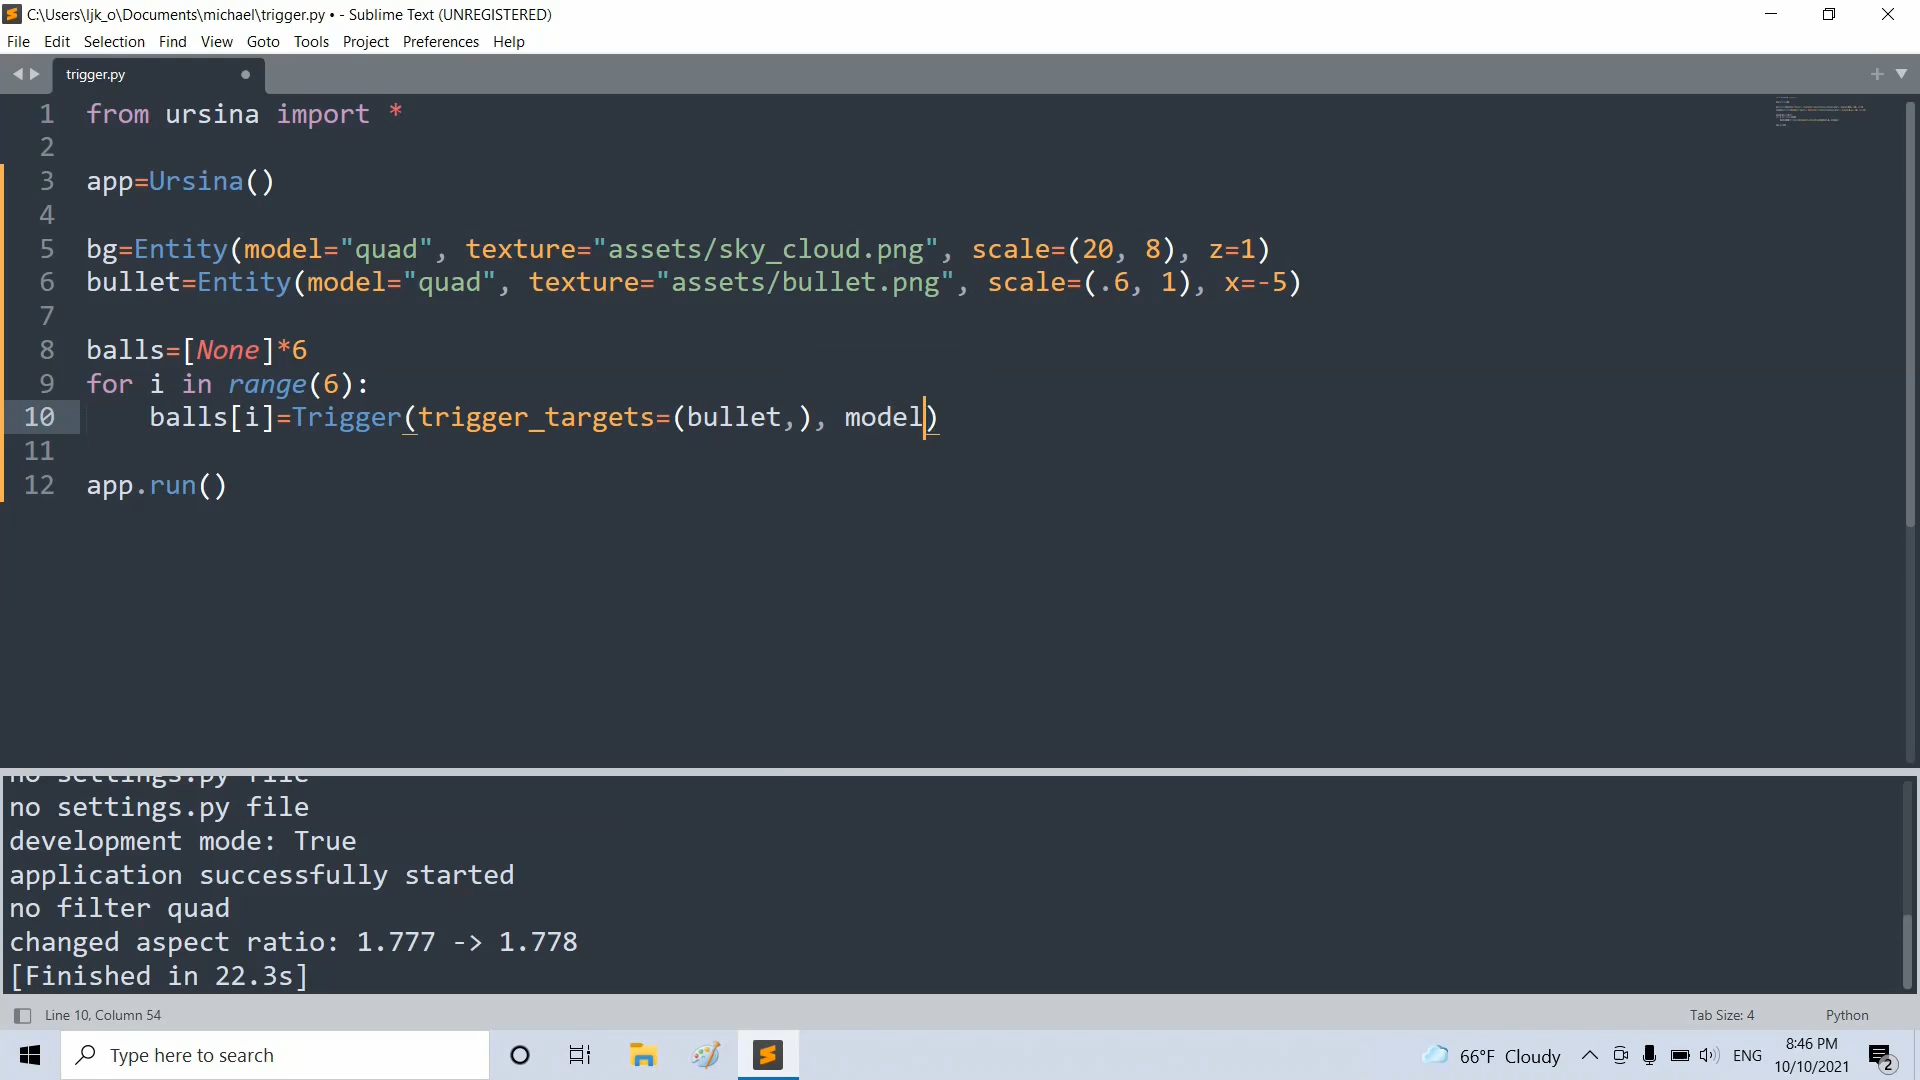 C:\Users\ljk_o\Documents\michael\trigger.py • - Sublime Text (UNREGISTERED)
File Edit Selection Find View Goto Tools Project Preferences Help
trigger.py
1 from ursina import *
2
3 app=Ursina()
4
5 bg=Entity(model="quad", texture="assets/sky_cloud.png", scale=(20, 8), z=1)
6 bullet=Entity(model="quad", texture="assets/bullet.png", scale=(.6, 1), x=-5)
7
8 balls=[None]*6
9 for i in range(6):
10 balls[i]=Trigger(trigger_targets=(bullet,), model)
11
12 app.run()
no settings.py file
no settings.py file
development mode: True
application successfully started
no filter quad
changed aspect ratio: 1.777 -> 1.778
[Finished in 22.3s]
Line 10, Column 54 Tab Size: 4 Python
Type here to search 66°F Cloudy ENG 8:46 PM
10/10/2021 2